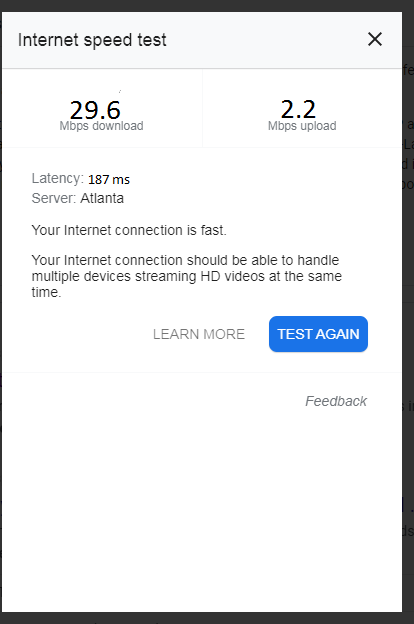 Internet speed test
29.6
2.2
Mbps download
Mbps upload
Latency: 187 ms
Server: Atlanta
Your Internet connection is fast.
Your Internet connection should be able to handle
multiple devices streaming HD videos at the same
time.
LEARN MORE
TEST AGAIN
Feedback